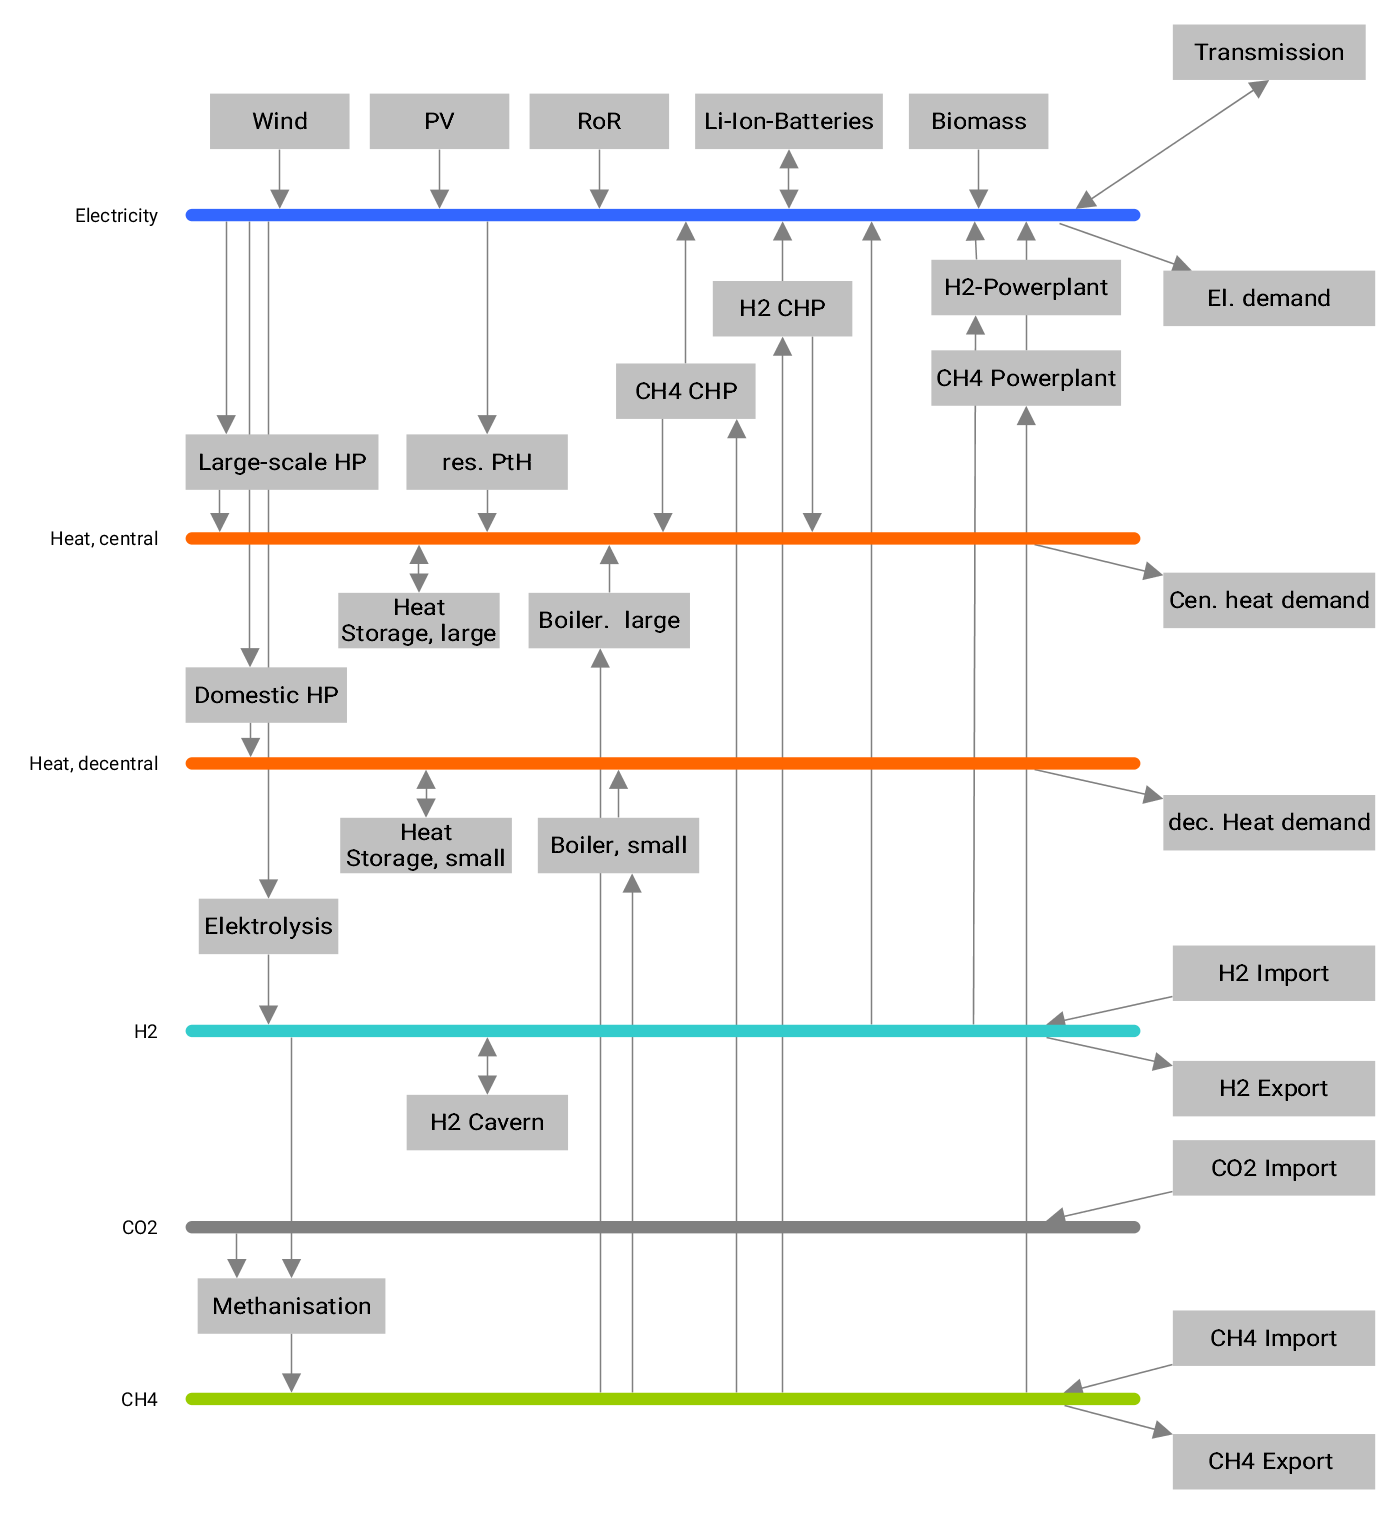 Transmission
Wind
PV
RoR
Li-Ion-Batteries
Biomass
Electricity
H2-Powerplant
El. demand
H2 CHP
CH4 Powerplant
CH4 CHP
Large-scale HP
res. PtH
Heat, central
Cen. heat demand
Heat
Storage, large
Boiler.  large
Domestic HP
Heat, decentral
dec. Heat demand
Heat
Storage, small
Boiler, small
Elektrolysis
H2 Import
H2
H2 Export
H2 Cavern
CO2 Import
CO2
Methanisation
CH4 Import
CH4
CH4 Export